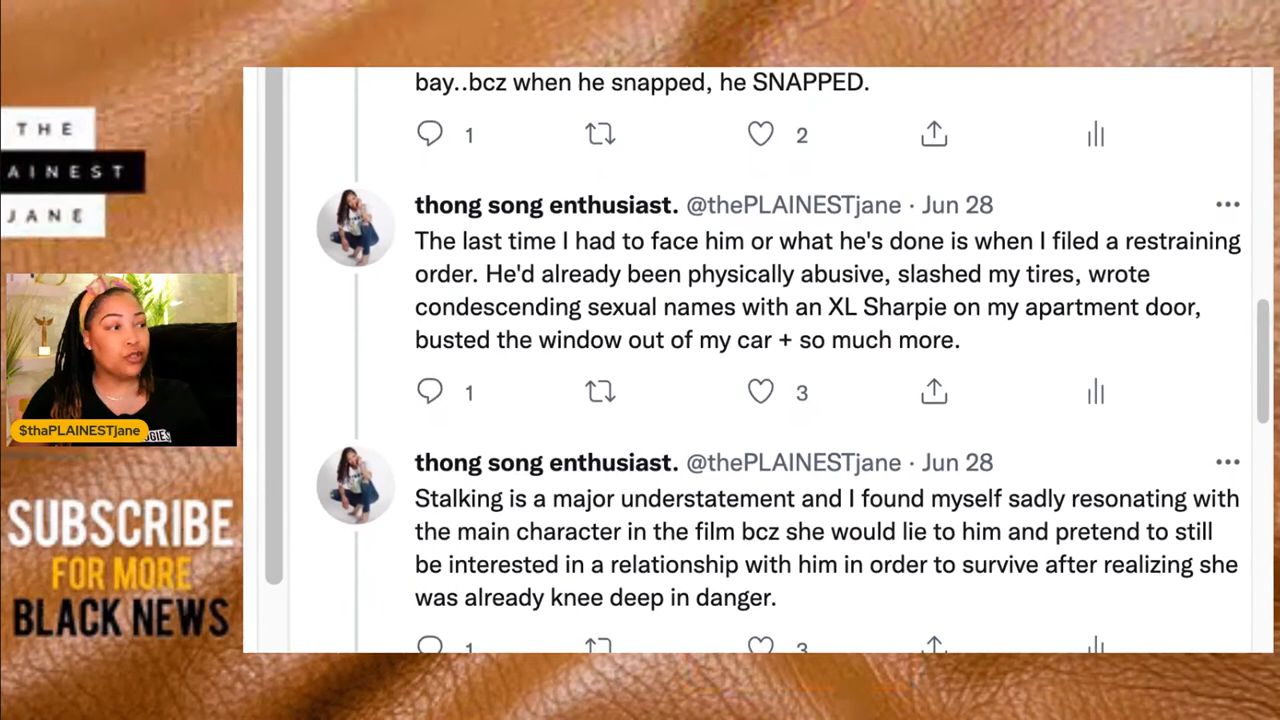 THE
AINEST
JANE
$thaPLAINESTjane
SUBSCRIBE
FOR MORE
BLACK NEWS
bay..bcz when he snapped, he SNAPPED.
1 2
thong song enthusiast. @thePLAINESTjane · Jun 28
The last time I had to face him or what he's done is when I filed a restraining
order. He'd already been physically abusive, slashed my tires, wrote
condescending sexual names with an XL Sharpie on my apartment door,
busted the window out of my car + so much more.
1 3
thong song enthusiast. @thePLAINESTjane · Jun 28
Stalking is a major understatement and I found myself sadly resonating with
the main character in the film bcz she would lie to him and pretend to still
be interested in a relationship with him in order to survive after realizing she
was already knee deep in danger.
1 3